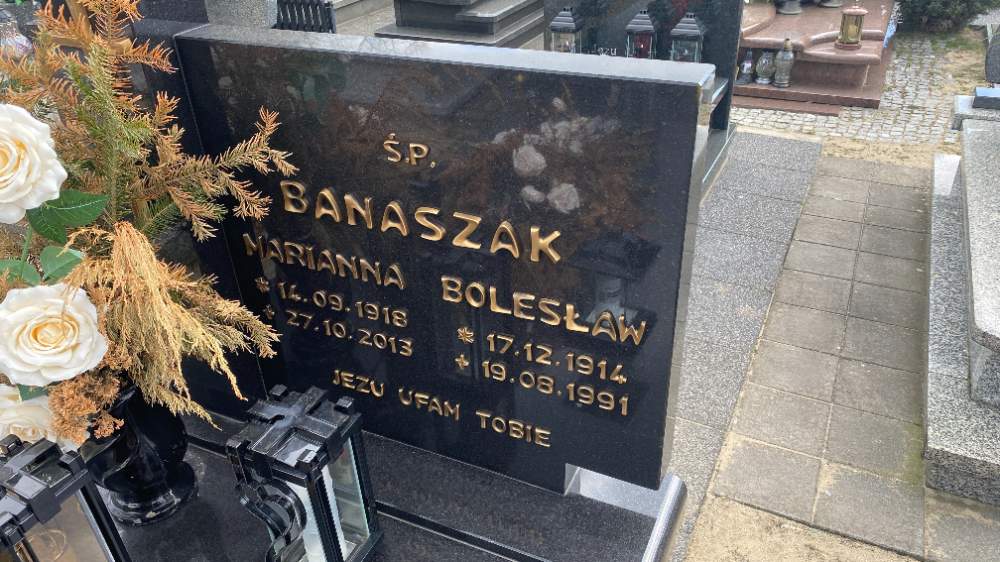 Ś.P.
BANASZAK
MARIANNA BOLESŁAW
* 14.09.1918 * 17.12.1914
+ 27.10.2013 + 19.08.1991
JEZU UFAM TOBIE